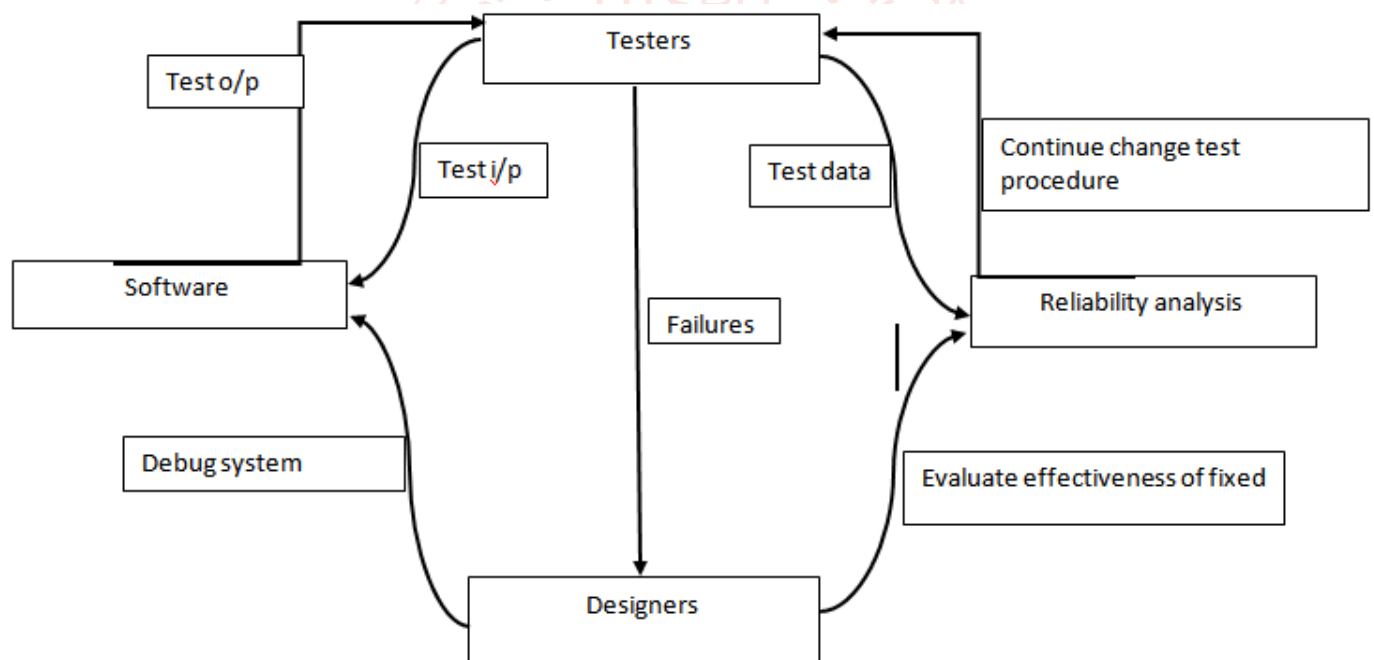 Testers
Test o/p
Test i/p
Test data
Continue change test
procedure
Software
Reliability analysis
Failures
Debug system
Evaluate effectiveness of fixed
Designers